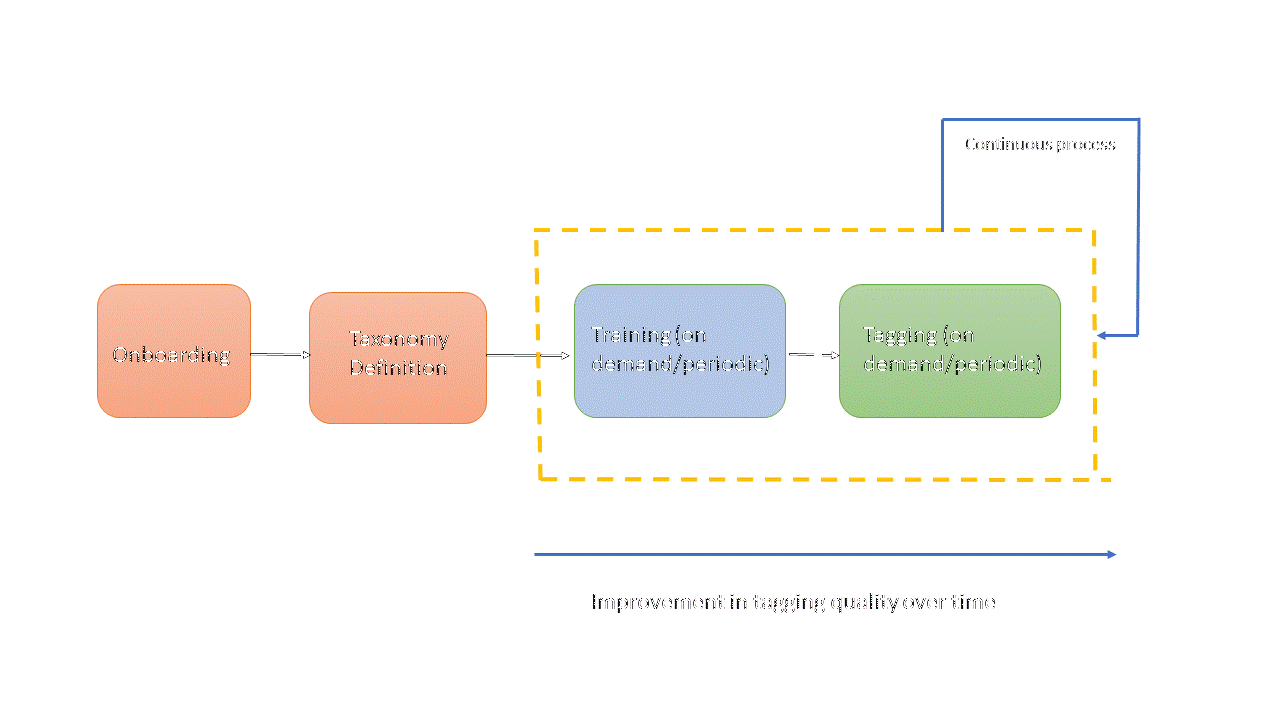 Continuous process
Onboarding
Taxonomy
Definition
Training (on
demand/periodic)
Tagging (on
demand/periodic)
Improvement in tagging quality over time